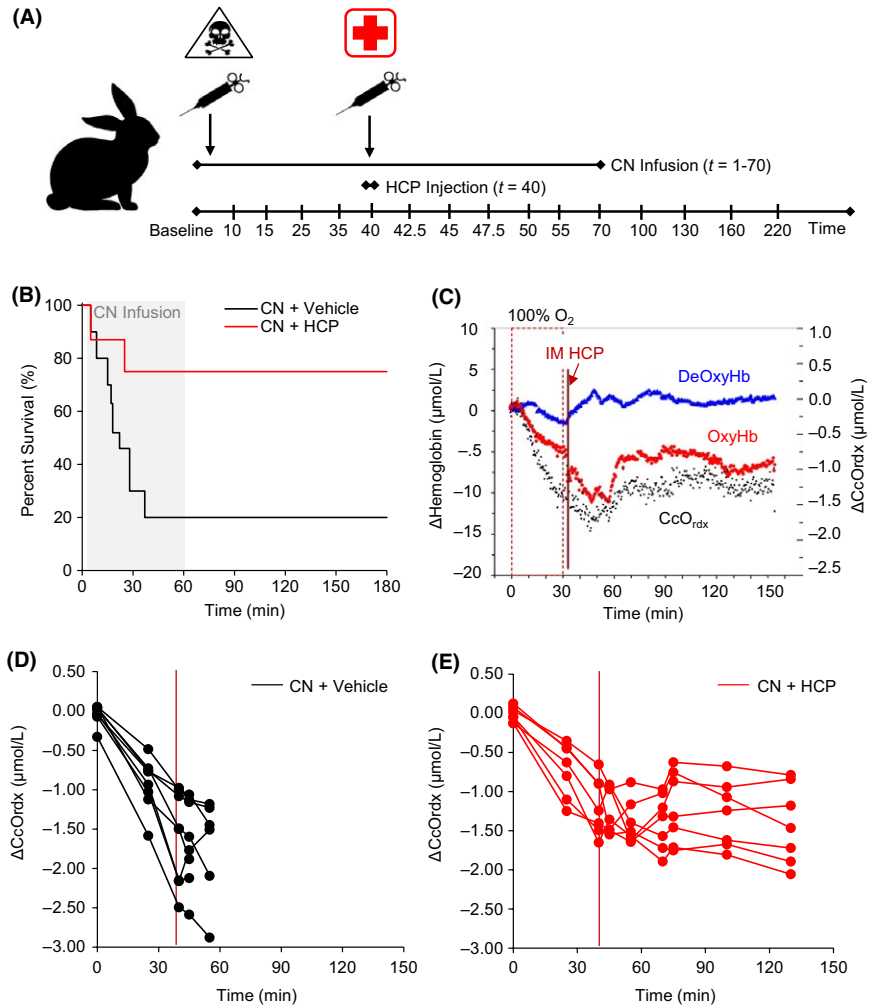 (A)
CN Infusion (t = 1-70)
HCP Injection (t = 40)
Baseline 10 15 25 35 40 42.5 45 47.5 50 55 70 100 130 160 220 Time
(B)
100
80
60
40
20
0
Percent Survival (%)
CN Infusion
CN + Vehicle
CN + HCP
0 30 60 90 120 150 180
Time (min)
(C)
100% O2
IM HCP
DeOxyHb
OxyHb
CcOrdx
10
5
0
–5
–10
–15
–20
ΔHemoglobin (μmol/L)
1.0
0.5
0.0
–0.5
–1.0
–1.5
–2.0
–2.5
ΔCcOrdx (μmol/L)
0 30 60 90 120 150
Time (min)
(D)
0.50
0.00
–0.50
–1.00
–1.50
–2.00
–2.50
–3.00
ΔCcOrdx (μmol/L)
CN + Vehicle
0 30 60 90 120 150
Time (min)
(E)
0.50
0.00
–0.50
–1.00
–1.50
–2.00
–2.50
–3.00
ΔCcOrdx (μmol/L)
CN + HCP
0 30 60 90 120 150
Time (min)